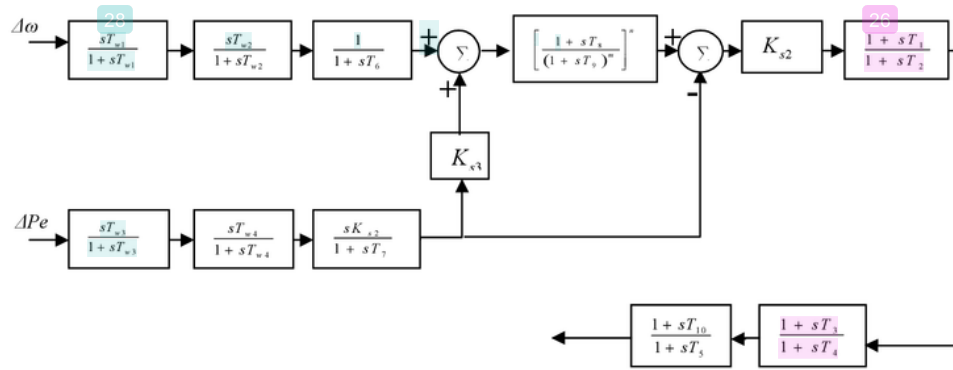 28
26
Δω
sT_w1 / 1 + sT_w1
sT_w2 / 1 + sT_w2
1 / 1 + sT_6
+
Σ
+
[ 1 + sT_8 / (1 + sT_9)^m ]^n
+
Σ
-
K_s2
1 + sT_1 / 1 + sT_2
K_s3
ΔPe
sT_w3 / 1 + sT_w3
sT_w4 / 1 + sT_w4
sK_s2 / 1 + sT_7
1 + sT_10 / 1 + sT_5
1 + sT_3 / 1 + sT_4